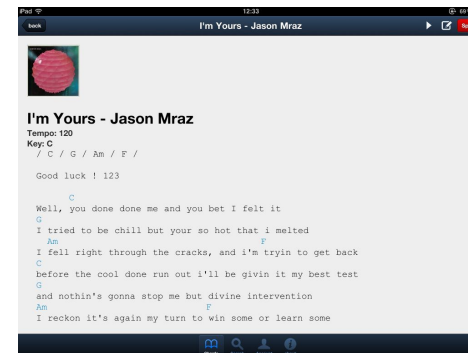 iPad 12:33 69
back I'm Yours - Jason Mraz
I'm Yours - Jason Mraz
Tempo: 120
Key: C
/ C / G / Am / F /
Good luck ! 123
C
Well, you done done me and you bet I felt it
G
I tried to be chill but your so hot that i melted
Am F
I fell right through the cracks, and i'm tryin to get back
C
before the cool done run out i'll be givin it my best test
G
and nothin's gonna stop me but divine intervention
Am F
I reckon it's again my turn to win some or learn some